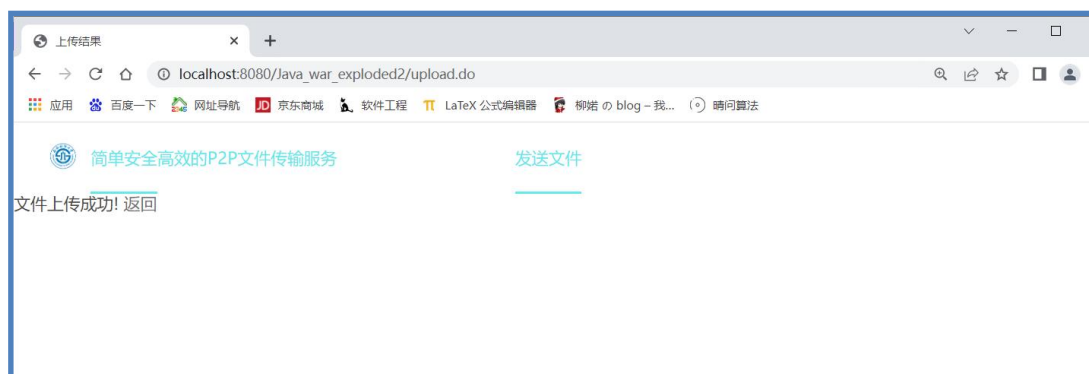 上传结果
localhost:8080/Java_war_exploded2/upload.do
应用 百度一下 网址导航 JD 京东商城 软件工程 π LaTeX 公式编辑器 柳婼 の blog – 我... 晴问算法
简单安全高效的P2P文件传输服务 发送文件
文件上传成功! 返回